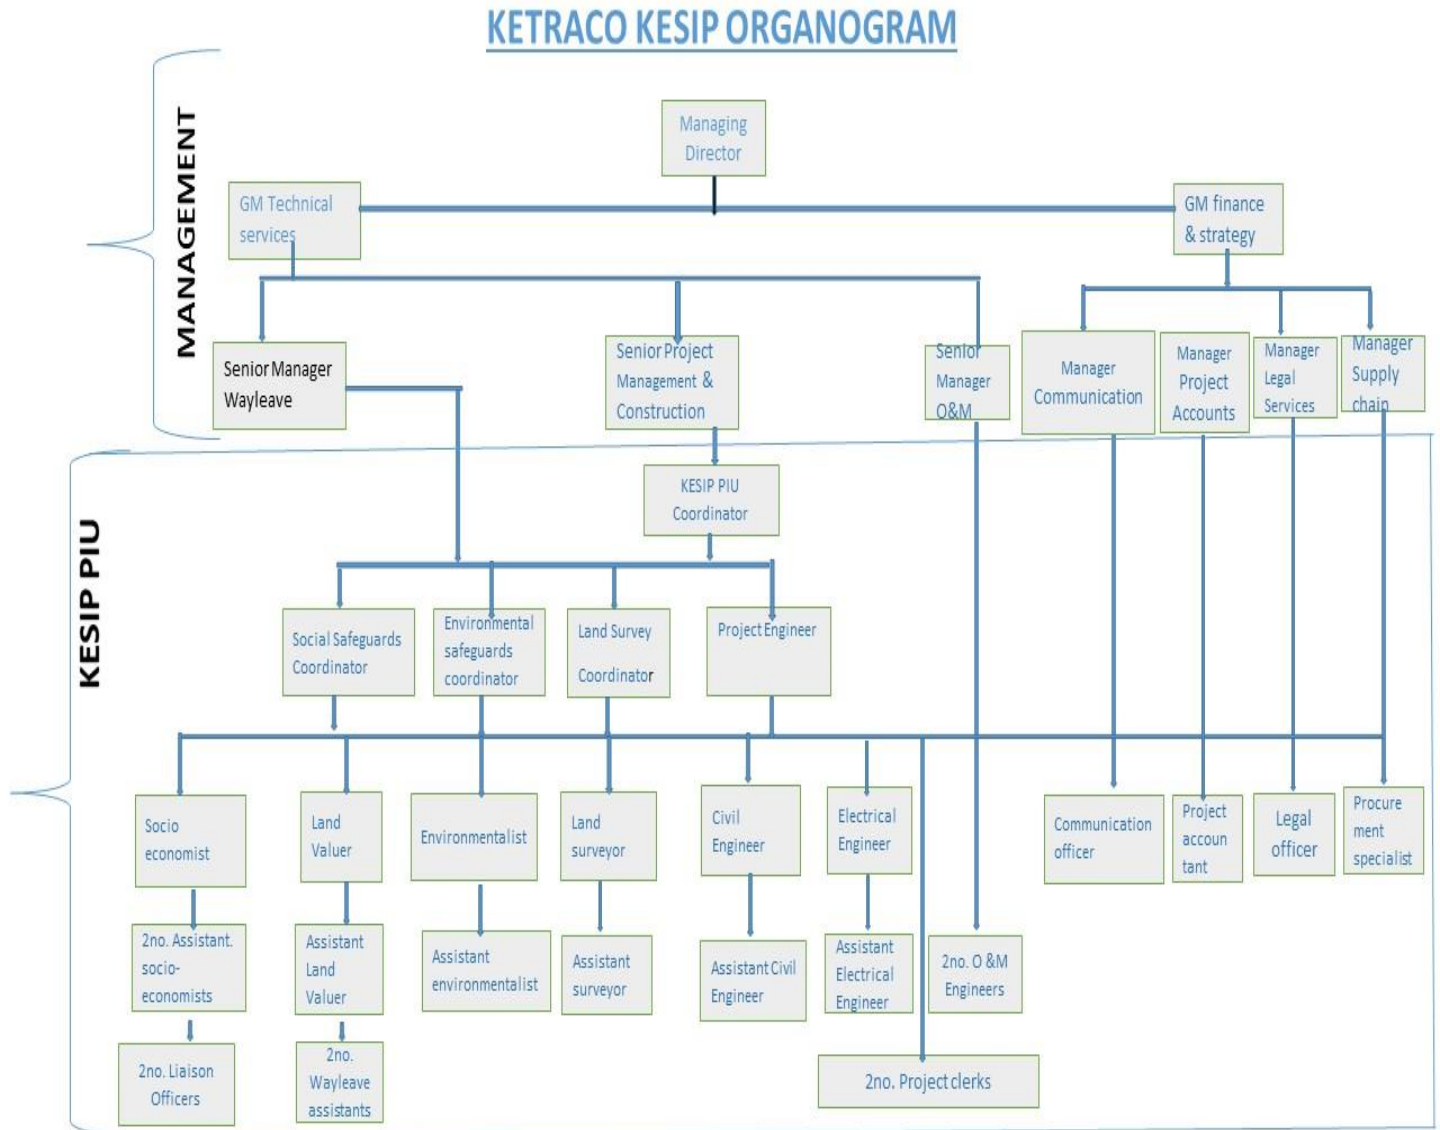 KETRACO KESIP ORGANOGRAM
MANAGEMENT
Managing
Director
GM Technical
services
GM finance
& strategy
Senior Manager
Wayleave
Senior Project
Management &
Construction
Senior
Manager
O&M
Manager
Communication
Manager
Project
Accounts
Manager
Legal
Services
Manager
Supply
chain
KESIP PIU
KESIP PIU
Coordinator
Social Safeguards
Coordinator
Environmental
safeguards
coordinator
Land Survey
Coordinator
Project Engineer
Socio
economist
Land
Valuer
Environmentalist
Land
surveyor
Civil
Engineer
Electrical
Engineer
Communication
officer
Project
accoun
tant
Legal
officer
Procure
ment
specialist
2no. Assistant.
socio-
economists
Assistant
Land
Valuer
Assistant
environmentalist
Assistant
surveyor
Assistant Civil
Engineer
Assistant
Electrical
Engineer
2no. O &M
Engineers
2no. Liaison
Officers
2no.
Wayleave
assistants
2no. Project clerks